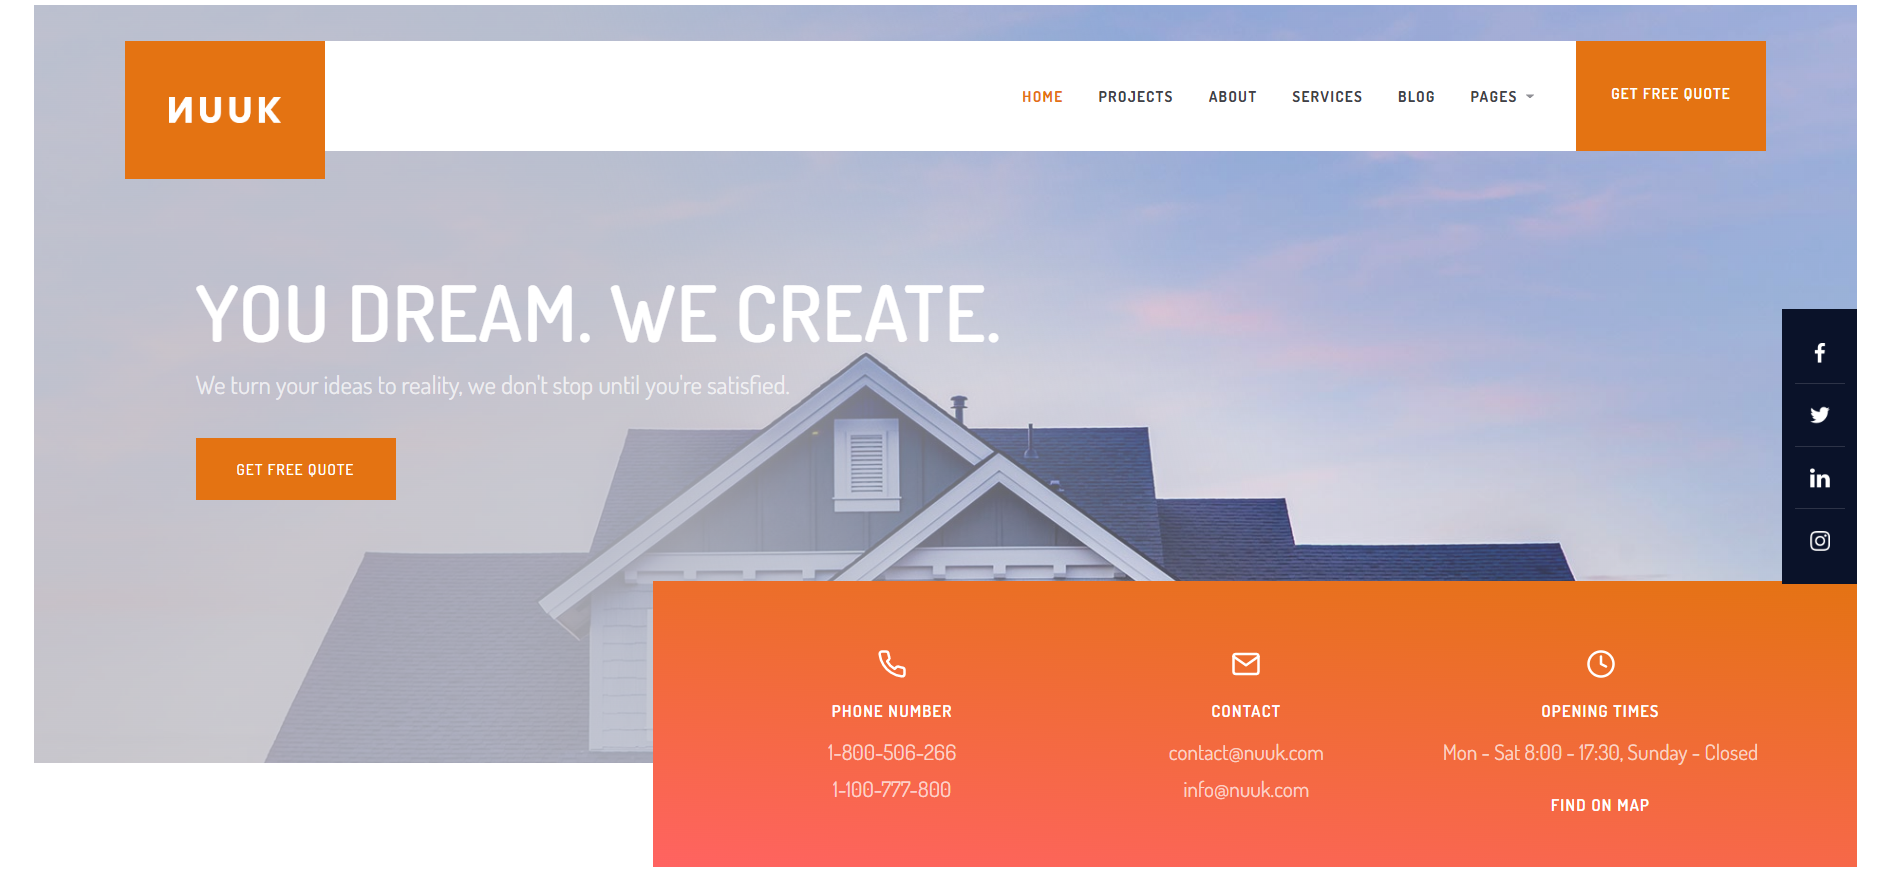 NUUK
HOME PROJECTS ABOUT SERVICES BLOG PAGES
GET FREE QUOTE
YOU DREAM. WE CREATE.
We turn your ideas to reality, we don't stop until you're satisfied.
GET FREE QUOTE
PHONE NUMBER
1-800-506-266
1-100-777-800
CONTACT
contact@nuuk.com
info@nuuk.com
OPENING TIMES
Mon - Sat 8:00 - 17:30, Sunday - Closed
FIND ON MAP